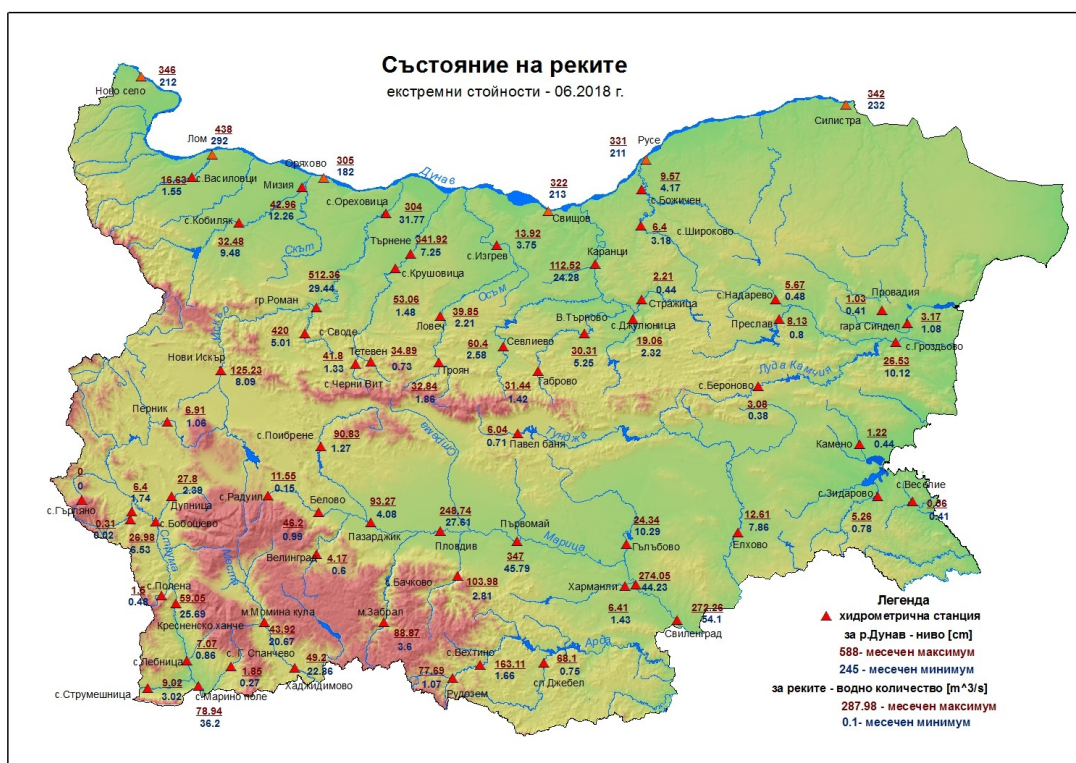 Състояние на реките
екстремни стойности - 06.2018 г.
346
212
Ново село
342
232
Силистра
438
292
Лом
331
211
Русе
305
182
Оряхово
Дунав
16.63
1.55
с.Василовци
Мизия
42.96
12.26
с.Ореховица
304
31.77
322
213
Свищов
9.57
4.17
с.Божичен
с.Кобиляк
32.48
9.48
Скът
Търнене
341.92
7.25
с.Крушовица
13.92
3.75
с.Изгрев
Каранци
112.52
24.28
6.4
3.18
с.Широково
512.36
29.44
гр.Роман
Искър
53.06
1.48
Осъм
39.85
2.21
Ловеч
2.21
0.44
Стражица
с.Надарево
5.67
0.48
Преслав
8.13
0.8
Провадия
1.03
0.41
гара Синдел
3.17
1.08
с.Гроздьово
26.53
10.12
420
5.01
с.Своде
Нови Искър
125.23
8.09
41.8
1.33
с.Черни Вит
Тетевен
34.89
0.73
Троян
32.84
1.86
60.4
2.58
Севлиево
В.Търново
30.31
5.25
с.Джулюница
19.06
2.32
31.44
1.42
Габрово
с.Бероново
3.08
0.38
Луда Камчия
Перник
6.91
1.06
с.Поибрене
90.83
1.27
Стряма
6.04
0.71
Павел баня
Тунджа
Камено
1.22
0.44
0
0
с.Гърляно
6.4
1.74
0.31
0.02
26.98
6.53
27.8
2.39
Дупница
с.Бобошево
с.Радуил
11.55
0.15
Белово
46.2
0.99
93.27
4.08
Пазарджик
248.74
27.61
Пловдив
Първомай
347
45.79
Марица
24.34
10.29
Гълъбово
12.61
7.86
Елхово
с.Зидарово
5.26
0.78
с.Веселие
0.41
Струма
Места
Велинград
4.17
0.6
с.Бачково
103.98
2.81
Харманли
274.05
44.23
6.41
1.43
272.26
54.1
Свиленград
с.Полена
1.5
0.48
59.05
25.69
Кресненско ханче
м.Момина кула
43.92
20.67
м.Забрал
88.87
3.6
Арда
с.Лебница
7.07
0.86
с. Г. Спанчево
1.85
0.27
49.2
22.86
Хаджидимово
с.Струмешница
9.02
3.02
с.Марино поле
78.94
36.2
77.69
1.07
Рудозем
с.Вехтино
163.11
1.66
68.1
0.75
сп.Джебел
Легенда
хидрометрична станция
за р.Дунав - ниво [cm]
588- месечен максимум
245 - месечен минимум
за реките - водно количество [m^3/s]
287.98 - месечен максимум
0.1- месечен минимум